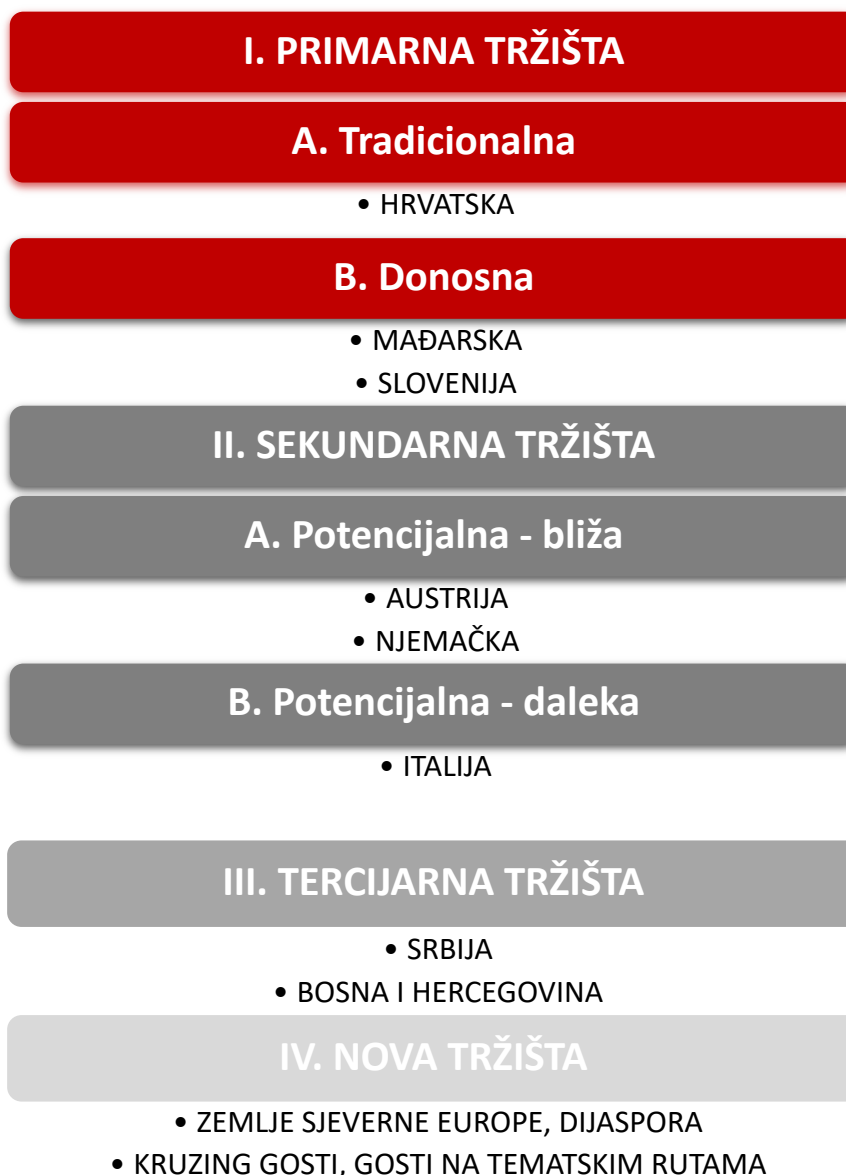 I. PRIMARNA TRŽIŠTA
A. Tradicionalna
• HRVATSKA
B. Donosna
• MAĐARSKA
• SLOVENIJA
II. SEKUNDARNA TRŽIŠTA
A. Potencijalna - bliža
• AUSTRIJA
• NJEMAČKA
B. Potencijalna - daleka
• ITALIJA
III. TERCIJARNA TRŽIŠTA
• SRBIJA
• BOSNA I HERCEGOVINA
IV. NOVA TRŽIŠTA
• ZEMLJE SJEVERNE EUROPE, DIJASPORA
• KRUZING GOSTI, GOSTI NA TEMATSKIM RUTAMA